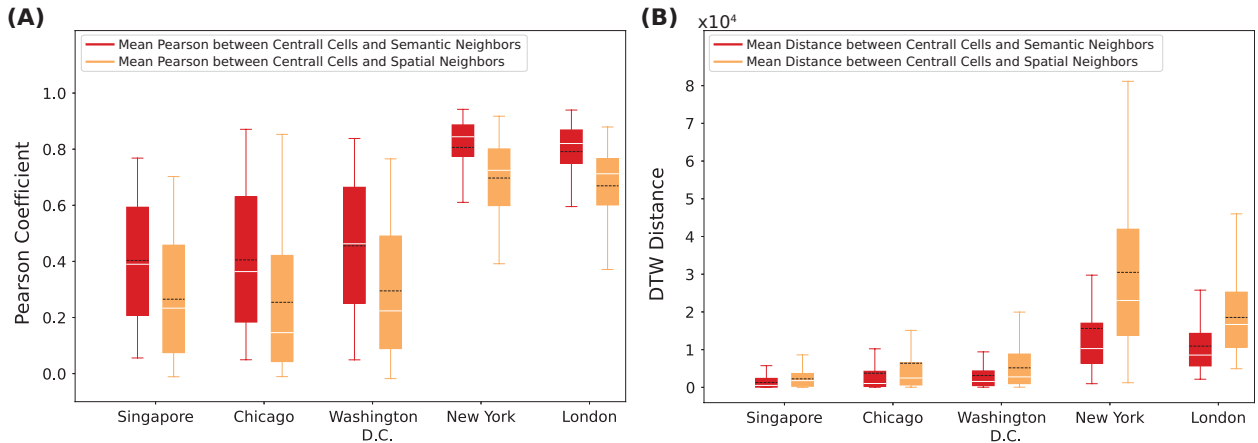 (A)
Mean Pearson between Centrall Cells and Semantic Neighbors
Mean Pearson between Centrall Cells and Spatial Neighbors
Pearson Coefficient
1.0
0.8
0.6
0.4
0.2
0.0
Singapore
Chicago
Washington
D.C.
New York
London
(B)
x10⁴
Mean Distance between Centrall Cells and Semantic Neighbors
Mean Distance between Centrall Cells and Spatial Neighbors
DTW Distance
8
7
6
5
4
3
2
1
0
Singapore
Chicago
Washington
D.C.
New York
London